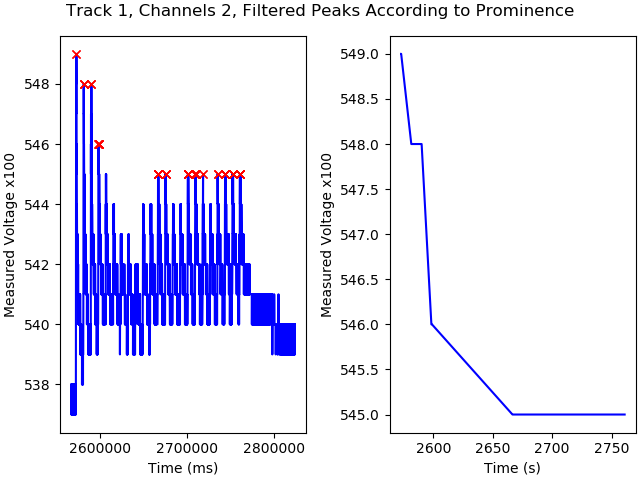 Track 1, Channels 2, Filtered Peaks According to Prominence
Measured Voltage x100
548
546
544
542
540
538
2600000 2700000 2800000
Time (ms)
Measured Voltage x100
549.0
548.5
548.0
547.5
547.0
546.5
546.0
545.5
545.0
2600 2650 2700 2750
Time (s)